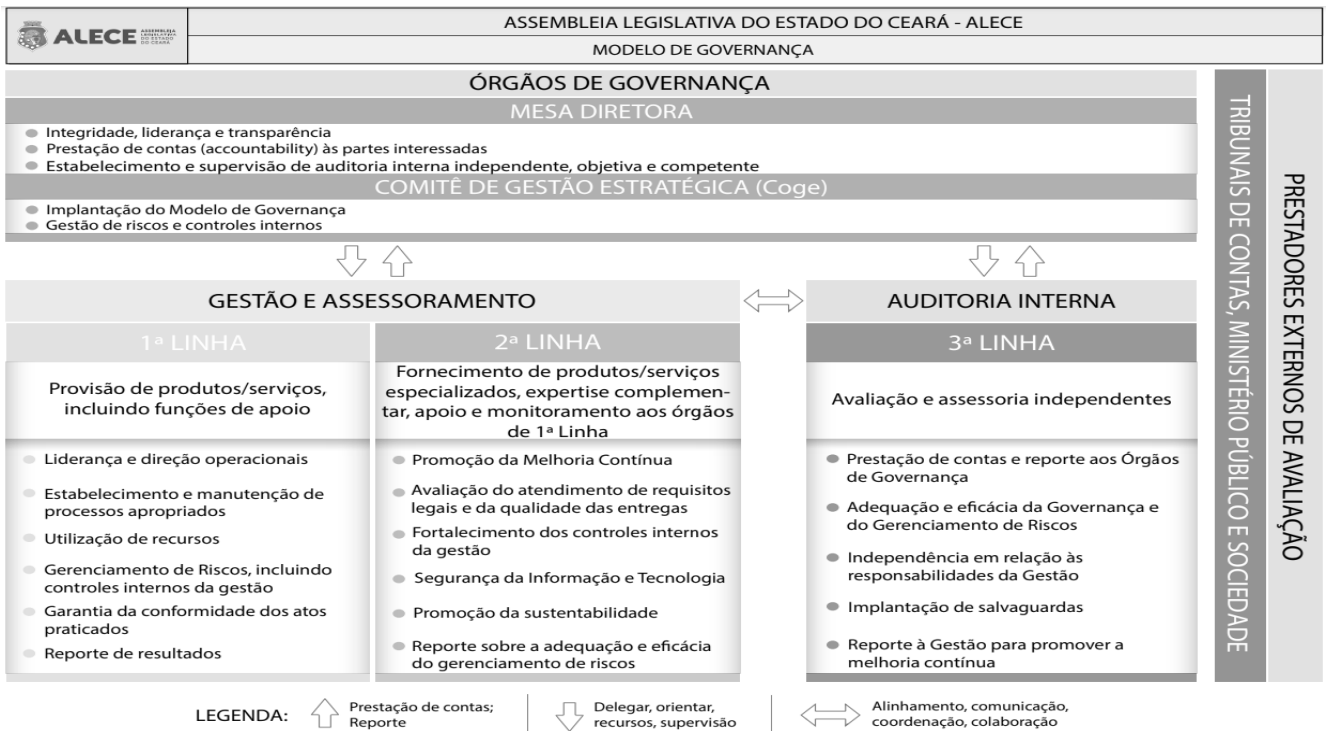 ALECE ASSEMBLEIA
LEGISLATIVA
DO ESTADO
DO CEARÁ
ASSEMBLEIA LEGISLATIVA DO ESTADO DO CEARÁ - ALECE
MODELO DE GOVERNANÇA
ÓRGÃOS DE GOVERNANÇA
MESA DIRETORA
Integridade, liderança e transparência
Prestação de contas (accountability) às partes interessadas
Estabelecimento e supervisão de auditoria interna independente, objetiva e competente
COMITÊ DE GESTÃO ESTRATÉGICA (Coge)
Implantação do Modelo de Governança
Gestão de riscos e controles internos
GESTÃO E ASSESSORAMENTO
1ª LINHA
Provisão de produtos/serviços,
incluindo funções de apoio
Liderança e direção operacionais
Estabelecimento e manutenção de
processos apropriados
Utilização de recursos
Gerenciamento de Riscos, incluindo
controles internos da gestão
Garantia da conformidade dos atos
praticados
Reporte de resultados
2ª LINHA
Fornecimento de produtos/serviços
especializados, expertise complemen-
tar, apoio e monitoramento aos órgãos
de 1ª Linha
Promoção da Melhoria Contínua
Avaliação do atendimento de requisitos
legais e da qualidade das entregas
Fortalecimento dos controles internos
da gestão
Segurança da Informação e Tecnologia
Promoção da sustentabilidade
Reporte sobre a adequação e eficácia
do gerenciamento de riscos
AUDITORIA INTERNA
3ª LINHA
Avaliação e assessoria independentes
Prestação de contas e reporte aos Órgãos
de Governança
Adequação e eficácia da Governança e
do Gerenciamento de Riscos
Independência em relação às
responsabilidades da Gestão
Implantação de salvaguardas
Reporte à Gestão para promover a
melhoria contínua
TRIBUNAIS DE CONTAS, MINISTÉRIO PÚBLICO E SOCIEDADE
PRESTADORES EXTERNOS DE AVALIAÇÃO
LEGENDA:
Prestação de contas;
Reporte
Delegar, orientar,
recursos, supervisão
Alinhamento, comunicação,
coordenação, colaboração